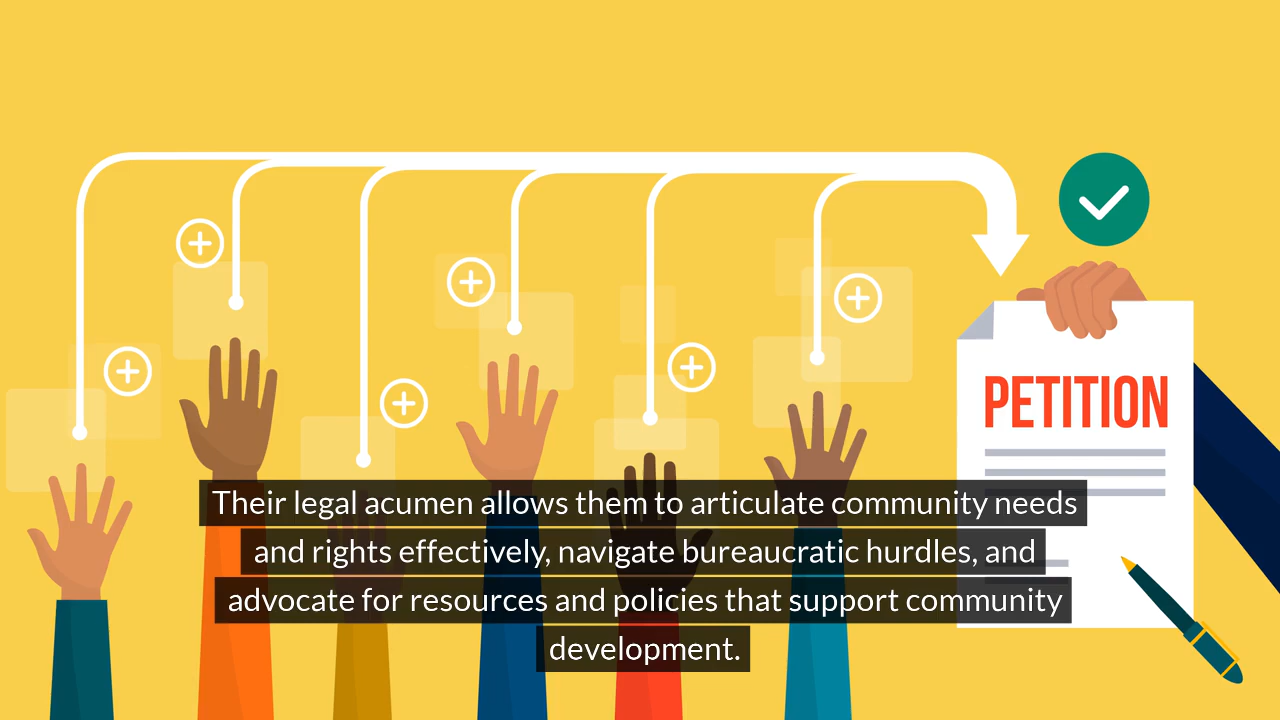 PETITION
Their legal acumen allows them to articulate community needs
and rights effectively, navigate bureaucratic hurdles, and
advocate for resources and policies that support community
development.